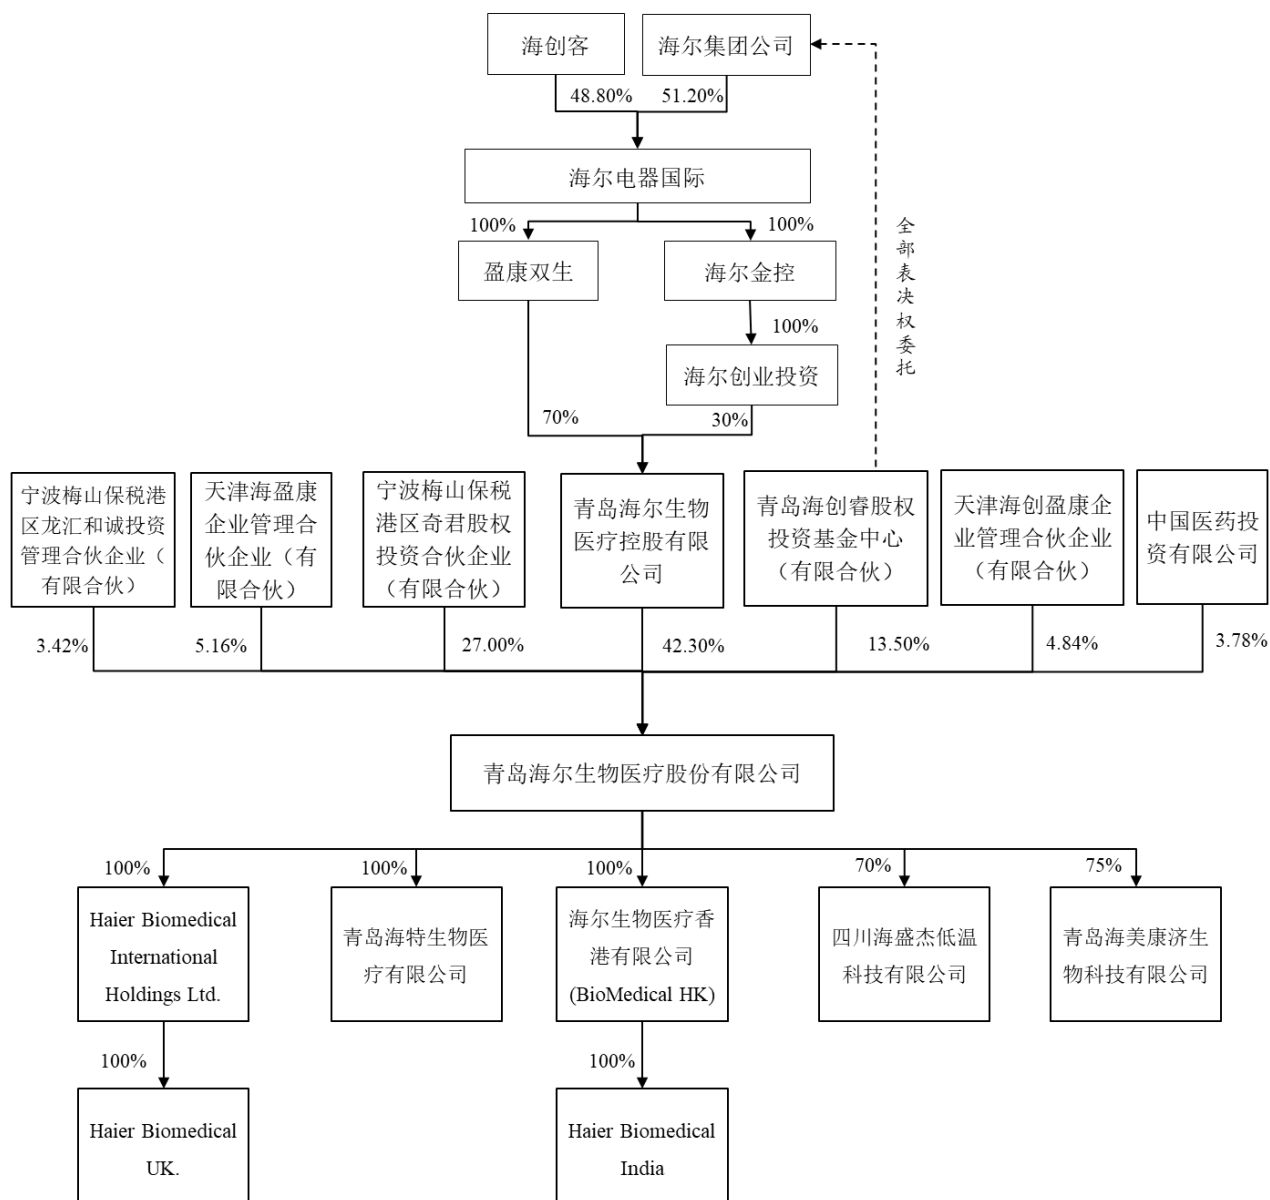 海创客
海尔集团公司
48.80%
51.20%
海尔电器国际
100%
100%
盈康双生
海尔金控
全部表决权委托
100%
海尔创业投资
70%
30%
宁波梅山保税港
区龙汇和诚投资
管理合伙企业（
有限合伙）
天津海盈康
企业管理合
伙企业（有
限合伙）
宁波梅山保税
港区奇君股权
投资合伙企业
（有限合伙）
青岛海尔生物
医疗控股有限
公司
青岛海创睿股权
投资基金中心
（有限合伙）
天津海创盈康企
业管理合伙企业
（有限合伙）
中国医药投
资有限公司
3.42%
5.16%
27.00%
42.30%
13.50%
4.84%
3.78%
青岛海尔生物医疗股份有限公司
100%
100%
100%
70%
75%
Haier Biomedical
International
Holdings Ltd.
青岛海特生物医
疗有限公司
海尔生物医疗香
港有限公司
(BioMedical HK)
四川海盛杰低温
科技有限公司
青岛海美康济生
物科技有限公司
100%
100%
Haier Biomedical
UK.
Haier Biomedical
India